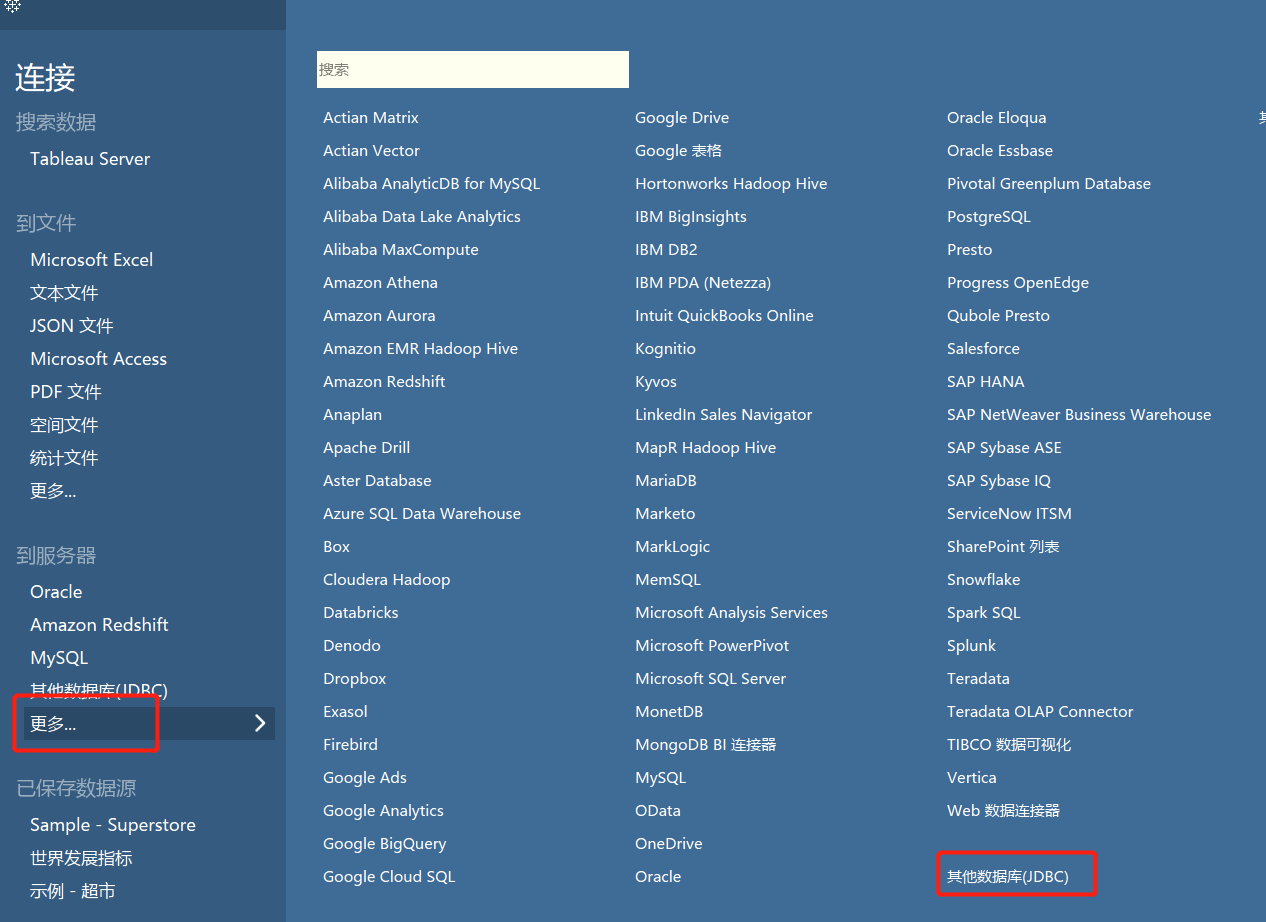 连接
搜索数据
Tableau Server
到文件
Microsoft Excel
文本文件
JSON 文件
Microsoft Access
PDF 文件
空间文件
统计文件
更多...
到服务器
Oracle
Amazon Redshift
MySQL
其他数据库(JDBC)
更多...
已保存数据源
Sample - Superstore
世界发展指标
示例 - 超市
搜索
Actian Matrix
Actian Vector
Alibaba AnalyticDB for MySQL
Alibaba Data Lake Analytics
Alibaba MaxCompute
Amazon Athena
Amazon Aurora
Amazon EMR Hadoop Hive
Amazon Redshift
Anaplan
Apache Drill
Aster Database
Azure SQL Data Warehouse
Box
Cloudera Hadoop
Databricks
Denodo
Dropbox
Exasol
Firebird
Google Ads
Google Analytics
Google BigQuery
Google Cloud SQL
Google Drive
Google 表格
Hortonworks Hadoop Hive
IBM BigInsights
IBM DB2
IBM PDA (Netezza)
Intuit QuickBooks Online
Kognitio
Kyvos
LinkedIn Sales Navigator
MapR Hadoop Hive
MariaDB
Marketo
MarkLogic
MemSQL
Microsoft Analysis Services
Microsoft PowerPivot
Microsoft SQL Server
MonetDB
MongoDB BI 连接器
MySQL
OData
OneDrive
Oracle
Oracle Eloqua
Oracle Essbase
Pivotal Greenplum Database
PostgreSQL
Presto
Progress OpenEdge
Qubole Presto
Salesforce
SAP HANA
SAP NetWeaver Business Warehouse
SAP Sybase ASE
SAP Sybase IQ
ServiceNow ITSM
SharePoint 列表
Snowflake
Spark SQL
Splunk
Teradata
Teradata OLAP Connector
TIBCO 数据可视化
Vertica
Web 数据连接器
其他数据库(JDBC)